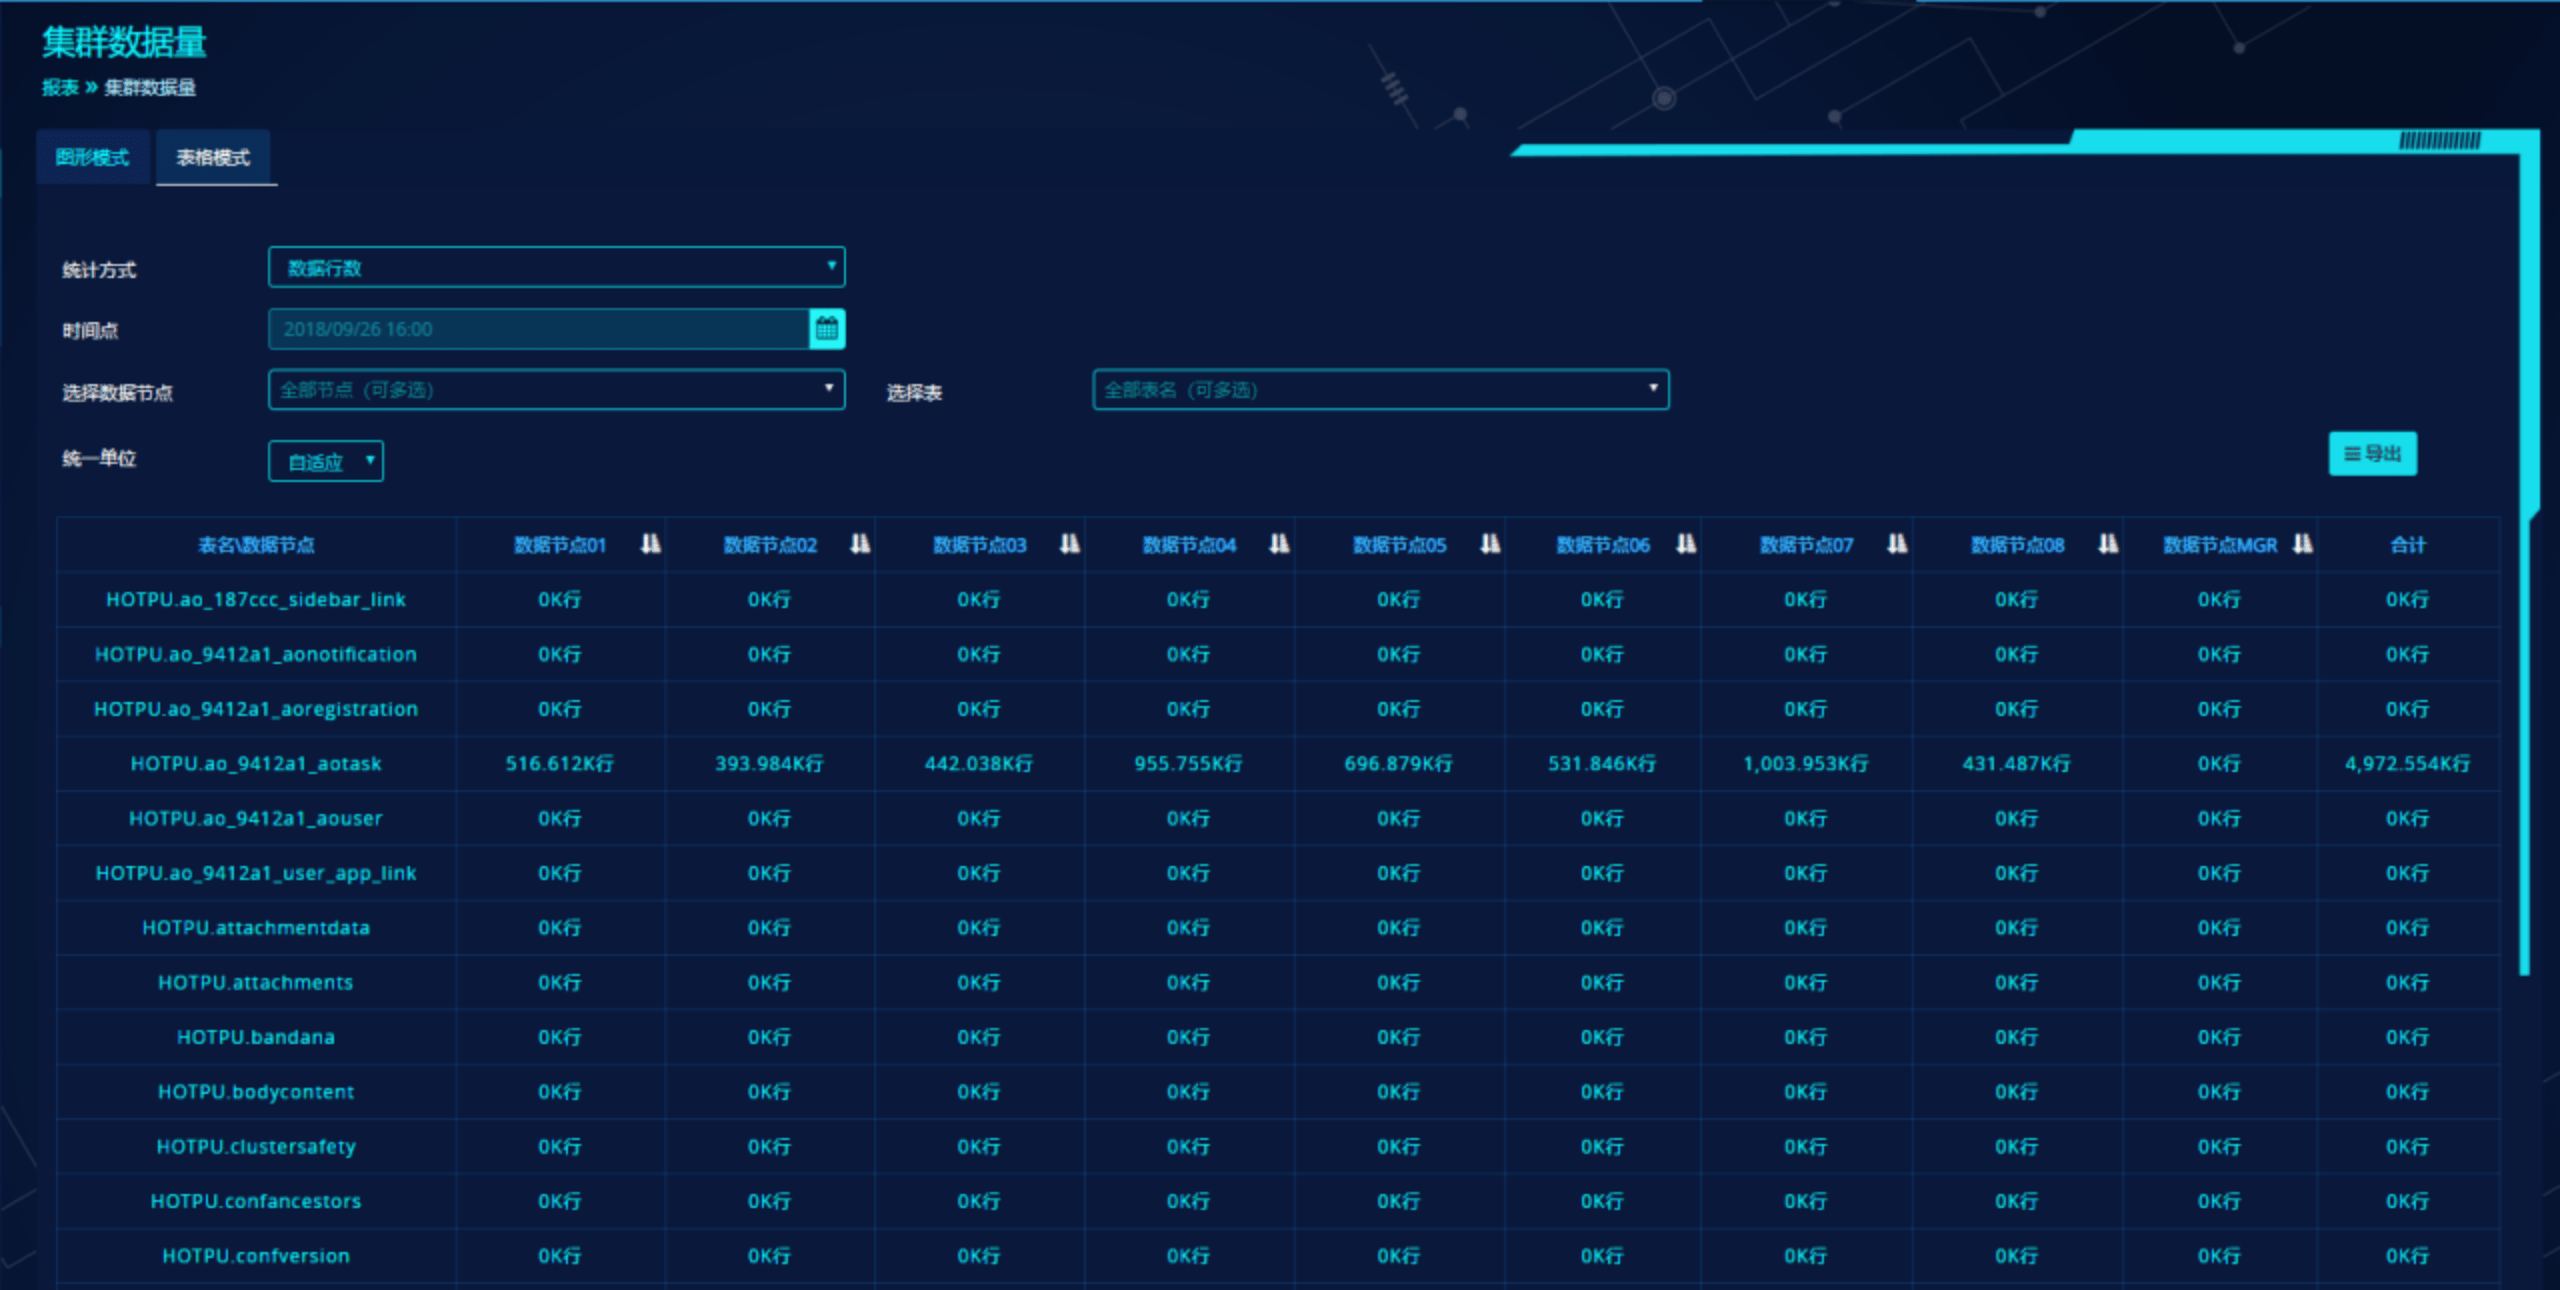 集群数据量
报表 » 集群数据量
图形模式 表格模式
统计方式 数据行数
时间点 2018/09/26 16:00
选择数据节点 全部节点（可多选） 选择表 全部表名（可多选）
统一单位 自适应 导出
表名\数据节点 数据节点01 数据节点02 数据节点03 数据节点04 数据节点05 数据节点06 数据节点07 数据节点08 数据节点MGR 合计
HOTPU.ao_187ccc_sidebar_link 0K行 0K行 0K行 0K行 0K行 0K行 0K行 0K行 0K行 0K行
HOTPU.ao_9412a1_aonotification 0K行 0K行 0K行 0K行 0K行 0K行 0K行 0K行 0K行 0K行
HOTPU.ao_9412a1_aoregistration 0K行 0K行 0K行 0K行 0K行 0K行 0K行 0K行 0K行 0K行
HOTPU.ao_9412a1_aotask 516.612K行 393.984K行 442.038K行 955.755K行 696.879K行 531.846K行 1,003.953K行 431.487K行 0K行 4,972.554K行
HOTPU.ao_9412a1_aouser 0K行 0K行 0K行 0K行 0K行 0K行 0K行 0K行 0K行 0K行
HOTPU.ao_9412a1_user_app_link 0K行 0K行 0K行 0K行 0K行 0K行 0K行 0K行 0K行 0K行
HOTPU.attachmentdata 0K行 0K行 0K行 0K行 0K行 0K行 0K行 0K行 0K行 0K行
HOTPU.attachments 0K行 0K行 0K行 0K行 0K行 0K行 0K行 0K行 0K行 0K行
HOTPU.bandana 0K行 0K行 0K行 0K行 0K行 0K行 0K行 0K行 0K行 0K行
HOTPU.bodycontent 0K行 0K行 0K行 0K行 0K行 0K行 0K行 0K行 0K行 0K行
HOTPU.clustersafety 0K行 0K行 0K行 0K行 0K行 0K行 0K行 0K行 0K行 0K行
HOTPU.confancestors 0K行 0K行 0K行 0K行 0K行 0K行 0K行 0K行 0K行 0K行
HOTPU.confversion 0K行 0K行 0K行 0K行 0K行 0K行 0K行 0K行 0K行 0K行